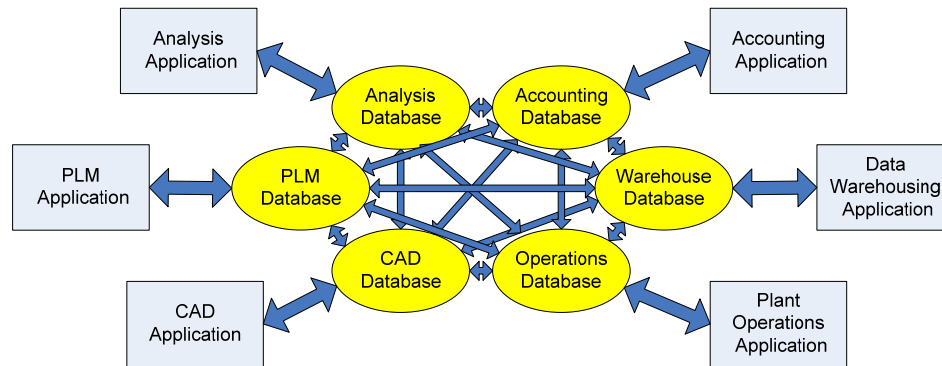 Analysis
Application
Accounting
Application
Analysis
Database
Accounting
Database
PLM
Application
PLM
Database
Warehouse
Database
Data
Warehousing
Application
CAD
Database
Operations
Database
CAD
Application
Plant
Operations
Application